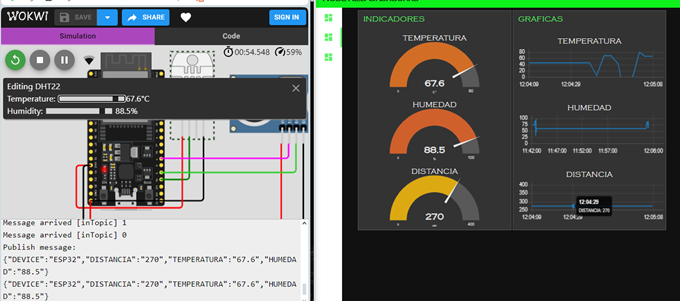 WOKWI
SAVE
SHARE
SIGN IN
Simulation
Code
00:54.548
59%
Editing DHT22
Temperature: 67.6°C
Humidity: 88.5%
Message arrived [inTopic] 1
Message arrived [inTopic] 0
Publish message:
{"DEVICE":"ESP32","DISTANCIA":"270","TEMPERATURA":"67.6","HUMEDA
D":"88.5"}
{"DEVICE":"ESP32","DISTANCIA":"270","TEMPERATURA":"67.6","HUMEDA
D":"88.5"}
INDICADORES
TEMPERATURA
67.6
0
C°
80
HUMEDAD
88.5
0
%
100
DISTANCIA
270
0
cm
400
GRAFICAS
TEMPERATURA
80
60
40
20
0
12:04:09
12:04:29
12:05:08
HUMEDAD
100
75
50
25
0
11:42:00
11:47:00
11:52:00
11:57:00
12:06:00
DISTANCIA
400
350
300
250
12:04:29
DISTANCIA: 270
12:04:09
12:04:29
12:05:08